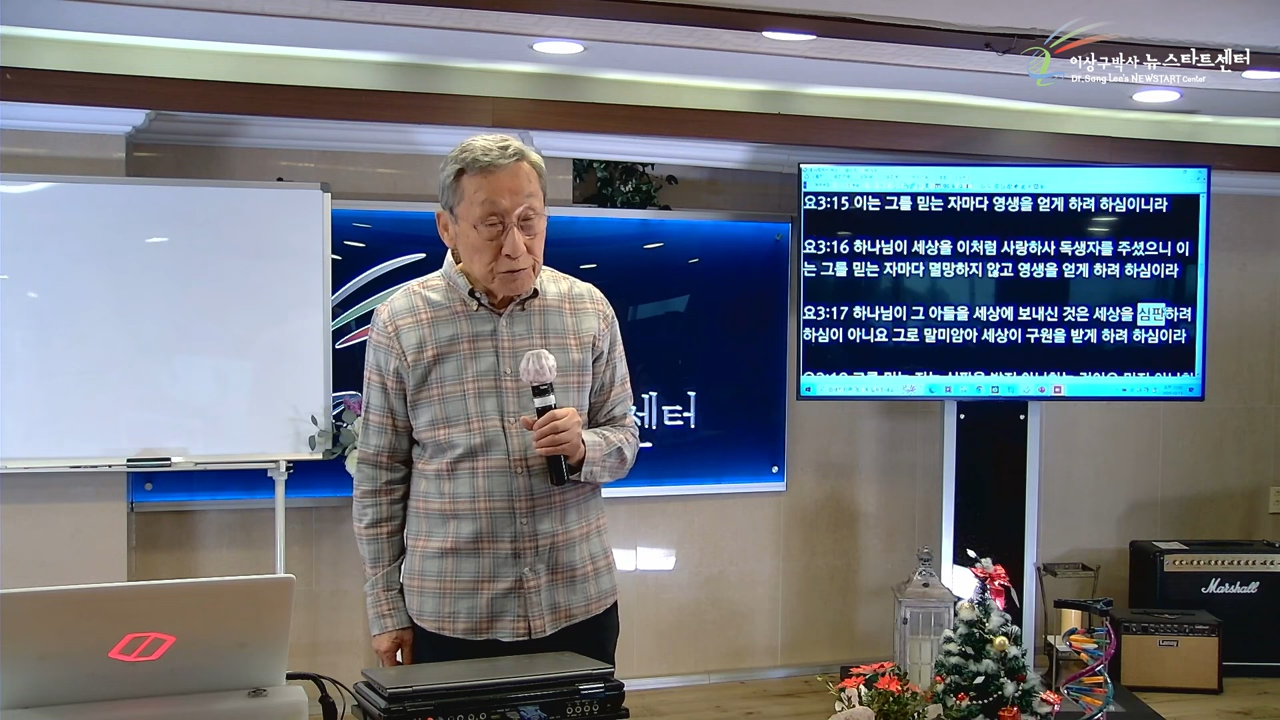 이상구박사 뉴스타트센터
Dr. Sang Lee's NEWSTART Center
요3:15 이는 그를 믿는 자마다 영생을 얻게 하려 하심이니라
요3:16 하나님이 세상을 이처럼 사랑하사 독생자를 주셨으니 이
는 그를 믿는 자마다 멸망하지 않고 영생을 얻게 하려 하심이라
요3:17 하나님이 그 아들을 세상에 보내신 것은 세상을 심판하려
하심이 아니요 그로 말미암아 세상이 구원을 받게 하려 하심이라
센터
Marshall
Laney